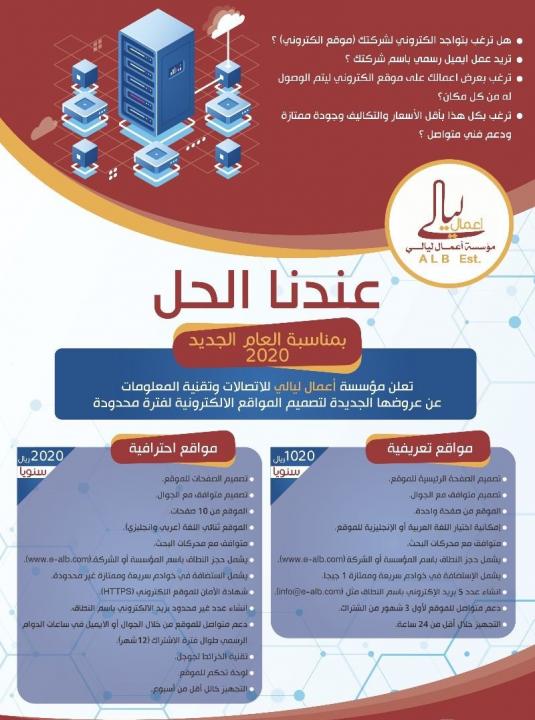 هل ترغب بتواجد الكتروني لشركتك (موقع الكتروني) ؟
تريد عمل ايميل رسمي باسم شركتك ؟
ترغب بعرض اعمالك على موقع الكتروني ليتم الوصول
له من كل مكان؟
ترغب بكل هذا بأقل الأسعار والتكاليف وجودة ممتازة
ودعم فني متواصل ؟
أعمال ليالي
مؤسسة أعمـال ليالـي
ALB Est.
عندنا الحل
بمناسبة العام الجديد
2020
تعلن مؤسسة أعمال ليالي للاتصالات وتقنية المعلومات
عن عروضها الجديدة لتصميم المواقع الالكترونية لفترة محدودة
مواقع تعريفية
1020 ريال
سنويا
تصميم الصفحة الرئيسية للموقع.
تصميم متوافق مع الجوال.
الموقع من صفحة واحدة.
إمكانية اختيار اللغة العربية أو الإنجليزية للموقع.
متوافق مع محركات البحث.
يشمل حجز النطاق باسم المؤسسة أو الشركة (www.e-alb.com).
يشمل الإستضافة في خوادم سريعة وممتازة 1 جيجا.
انشاء عدد 5 بريد الإكتروني باسم النطاق مثل (info@e-alb.com).
دعم متواصل للموقع لأول 3 شهور من الشتراك.
التجهيز خلال أقل من 24 ساعة.
مواقع احترافية
2020 ريال
سنويا
تصميم الصفحات للموقع.
تصميم متوافق مع الجوال.
الموقع من 10 صفحات.
الموقع ثنائي اللغة (عربي وانجليزي).
متوافق مع محركات البحث.
يشمل حجز النطاق باسم المؤسسة أو الشركة (www.e-alb.com).
يشمل الستضافة في خوادم سريعة وممتازة غير محدودة.
شهادة الأمان للموقع الكتروني (HTTPS).
انشاء عدد غير محدود بريد الالكتروني باسم النطاق.
دعم متواصل للموقع من خلال الجوال أو الايميل في ساعات الدوام
الرسمي طوال فترة الاشتراك (12 شهر).
تقنية الخرائط لجوجل.
لوحة تحكم للموقع
التجهيز خالل أقل من أسبوع.